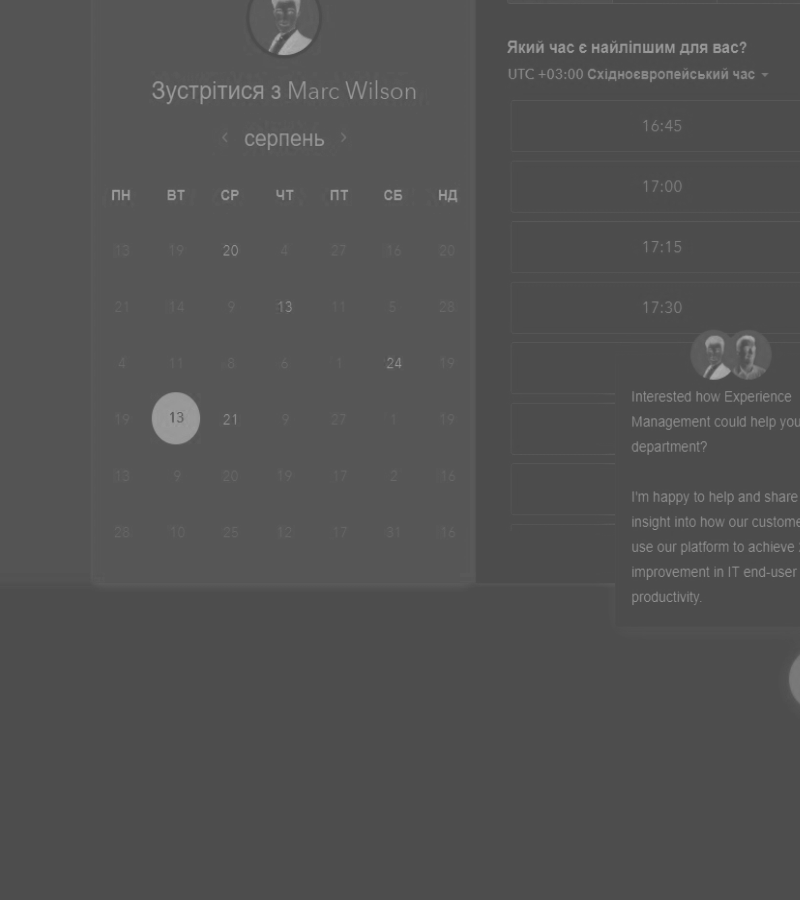 Зустрітися з Marc Wilson
серпень
ПН ВТ СР ЧТ ПТ СБ НД
13 19 20 4 27 16 20
21 14 9 13 11 5 28
4 11 8 6 1 24 19
19 13 21 9 27 1 19
13 9 20 19 17 2 16
28 10 25 12 17 31 16
Який час є найліпшим для вас?
UTC +03:00 Східноєвропейський час
16:45
17:00
17:15
17:30
Interested how Experience
Management could help you
department?
I'm happy to help and share
insight into how our custome
use our platform to achieve
improvement in IT end-user
productivity.